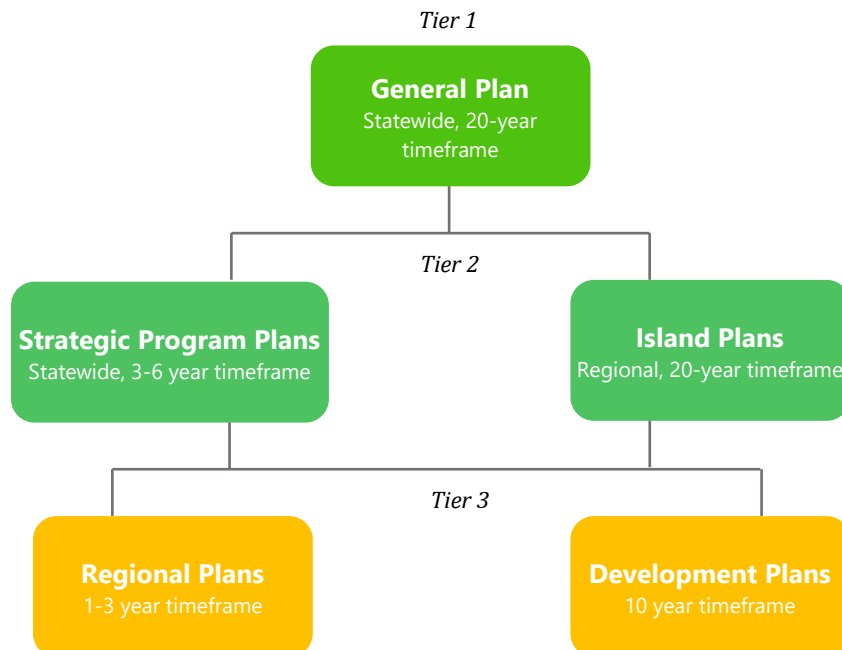 Tier 1
General Plan
Statewide, 20-year
timeframe
Tier 2
Strategic Program Plans
Statewide, 3-6 year timeframe
Island Plans
Regional, 20-year timeframe
Tier 3
Regional Plans
1-3 year timeframe
Development Plans
10 year timeframe